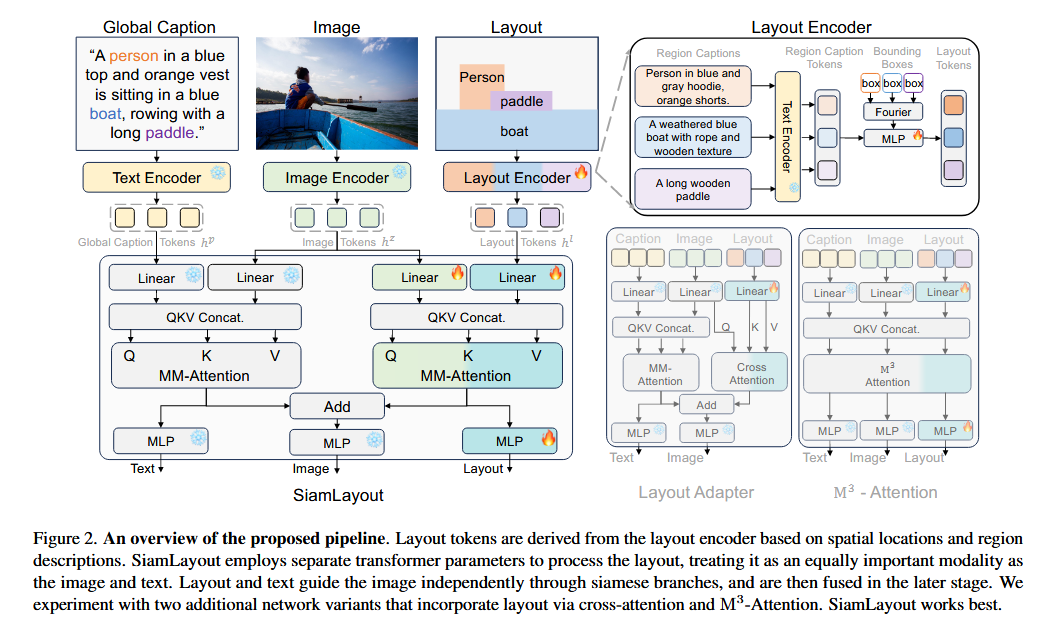 Global Caption
“A person in a blue
top and orange vest
is sitting in a blue
boat, rowing with a
long paddle.”
Image
Layout
Person
paddle
boat
Text Encoder
Image Encoder
Layout Encoder
Global Caption Tokens h^p
Image Tokens h^z
Layout Tokens h^l
Linear
Linear
Linear
Linear
QKV Concat.
QKV Concat.
Q K V
MM-Attention
Q K V
MM-Attention
Add
MLP
MLP
MLP
Text
Image
Layout
SiamLayout
Layout Encoder
Region Captions
Region Caption
Tokens
Bounding
Boxes
Layout
Tokens
Person in blue and
gray hoodie,
orange shorts.
A weathered blue
boat with rope and
wooden texture
A long wooden
paddle
Text Encoder
box box box
Fourier
MLP
Caption Image Layout
Linear Linear Linear
QKV Concat.
Q K V
MM-
Attention
Cross
Attention
Add
MLP MLP
Text Image
Layout Adapter
Caption Image Layout
Linear Linear Linear
QKV Concat.
M³
Attention
MLP MLP MLP
Text Image Layout
M³ - Attention
Figure 2. An overview of the proposed pipeline. Layout tokens are derived from the layout encoder based on spatial locations and region
descriptions. SiamLayout employs separate transformer parameters to process the layout, treating it as an equally important modality as
the image and text. Layout and text guide the image independently through siamese branches, and are then fused in the later stage. We
experiment with two additional network variants that incorporate layout via cross-attention and M³-Attention. SiamLayout works best.